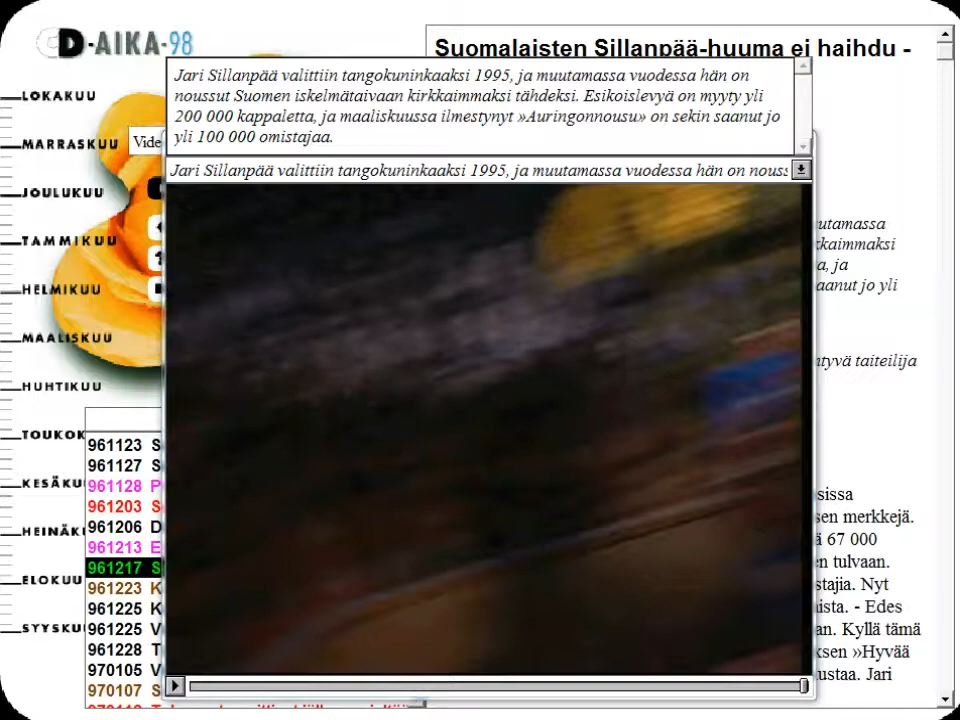 CD-AIKA-98
LOKAKUU
MARRASKUU
JOULUKUU
TAMMIKUU
HELMIKUU
MAALISKUU
HUHTIKUU
TOUKOK
KESÄKU
HEINÄK
ELOKUU
SYYSKU
Suomalaisten Sillanpää-huuma ei haihdu -
Jari Sillanpää valittiin tangokuninkaaksi 1995, ja muutamassa vuodessa hän on
noussut Suomen iskelmätaivaan kirkkaimmaksi tähdeksi. Esikoislevyä on myyty yli
200 000 kappaletta, ja maaliskuussa ilmestynyt »Auringonnousu» on sekin saanut jo
yli 100 000 omistajaa.
Jari Sillanpää valittiin tangokuninkaaksi 1995, ja muutamassa vuodessa hän on nouss
Vide
utamassa
kkaimmaksi
a, ja
aanut jo yli
ntyvä taiteilija
961123 S
961127 S
961128 P
961203 S
961206 D
961213 E
961217 S
961223 K
961225 K
961225 V
961228 T
970105 V
970107 S
sissa
sen merkkejä.
ä 67 000
en tulvaan.
stajia. Nyt
ista. - Edes
an. Kyllä tämä
ksen »Hyvää
ustaa. Jari